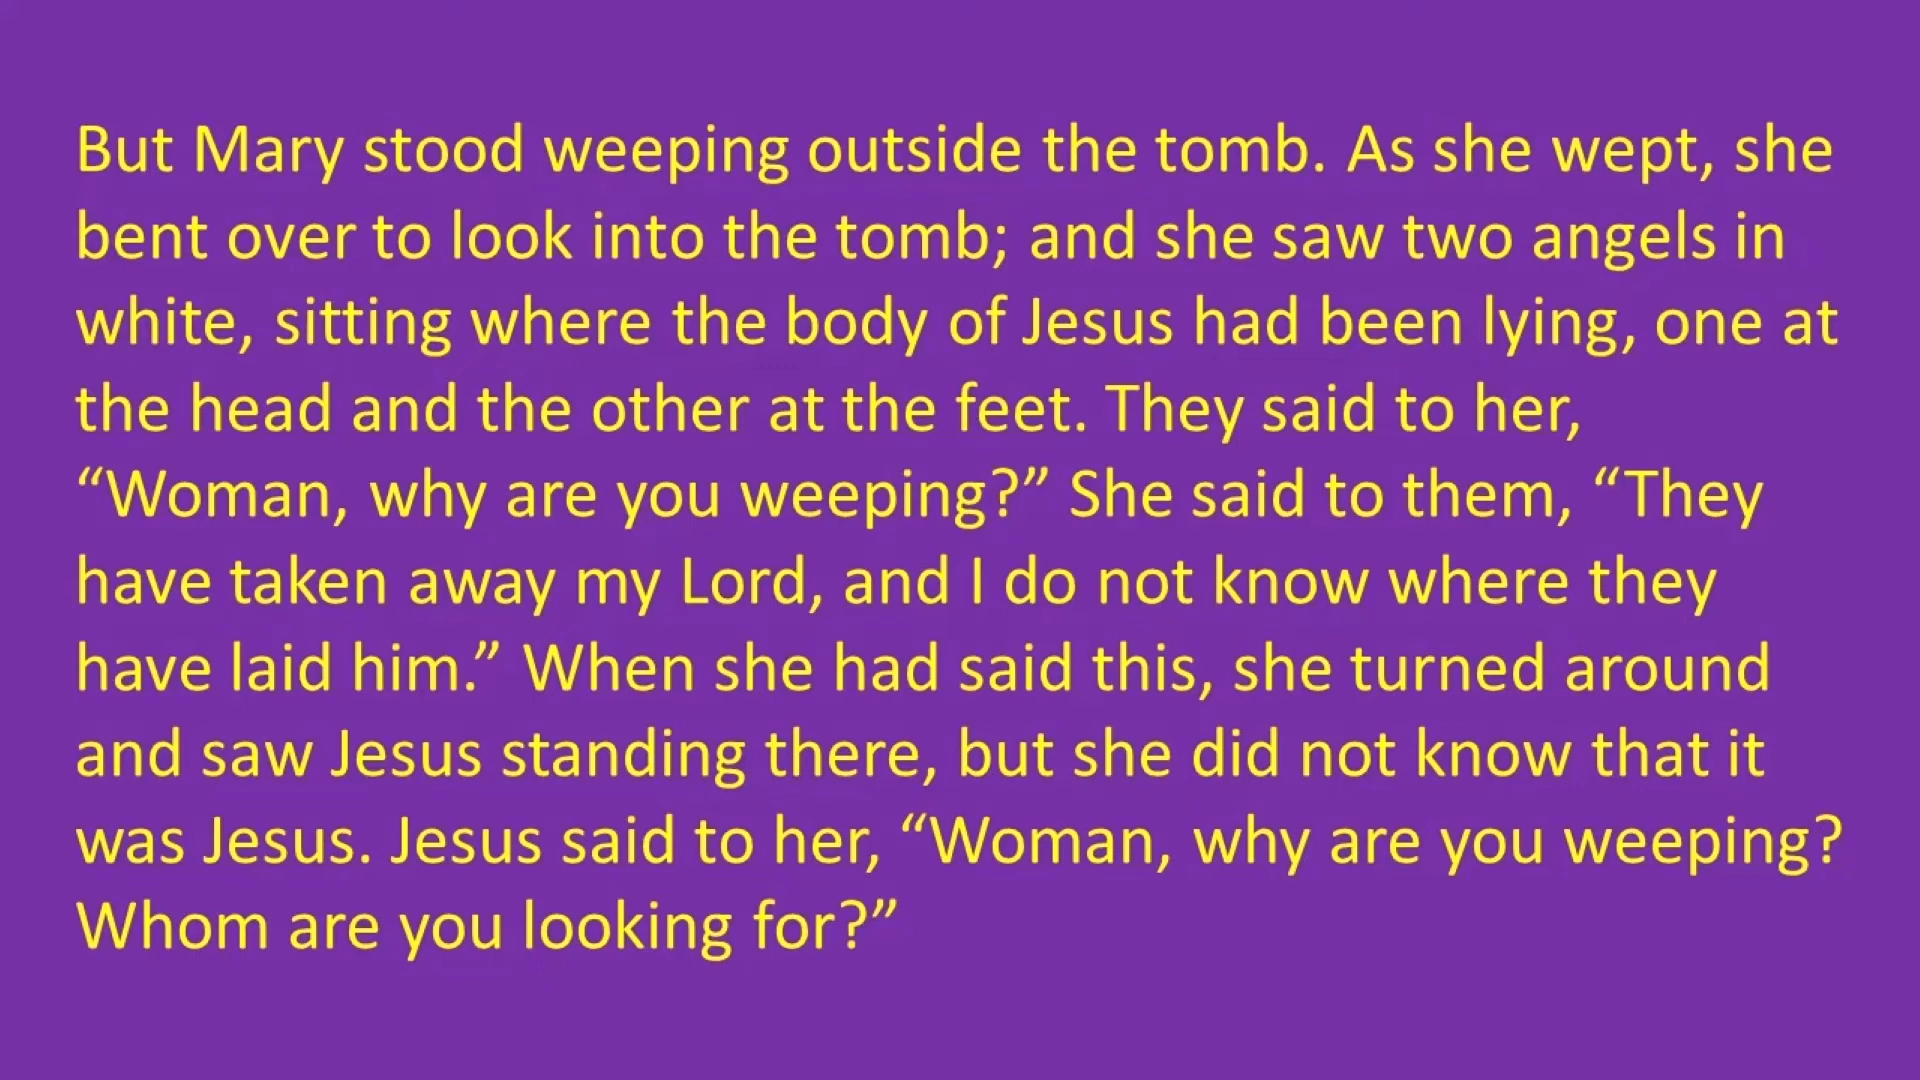 But Mary stood weeping outside the tomb. As she wept, she
bent over to look into the tomb; and she saw two angels in
white, sitting where the body of Jesus had been lying, one at
the head and the other at the feet. They said to her,
“Woman, why are you weeping?” She said to them, “They
have taken away my Lord, and I do not know where they
have laid him.” When she had said this, she turned around
and saw Jesus standing there, but she did not know that it
was Jesus. Jesus said to her, “Woman, why are you weeping?
Whom are you looking for?”